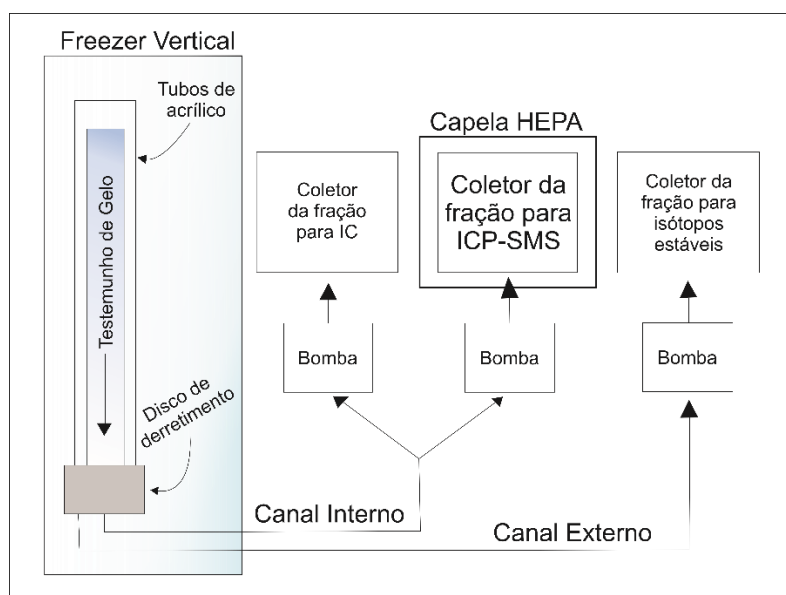 Freezer Vertical
Tubos de
acrílico
Testemunho de Gelo
Disco de
derretimento
Coletor
da fração
para IC
Capela HEPA
Coletor da
fração para
ICP-SMS
Coletor da
fração para
isótopos
estáveis
Bomba
Bomba
Bomba
Canal Interno
Canal Externo